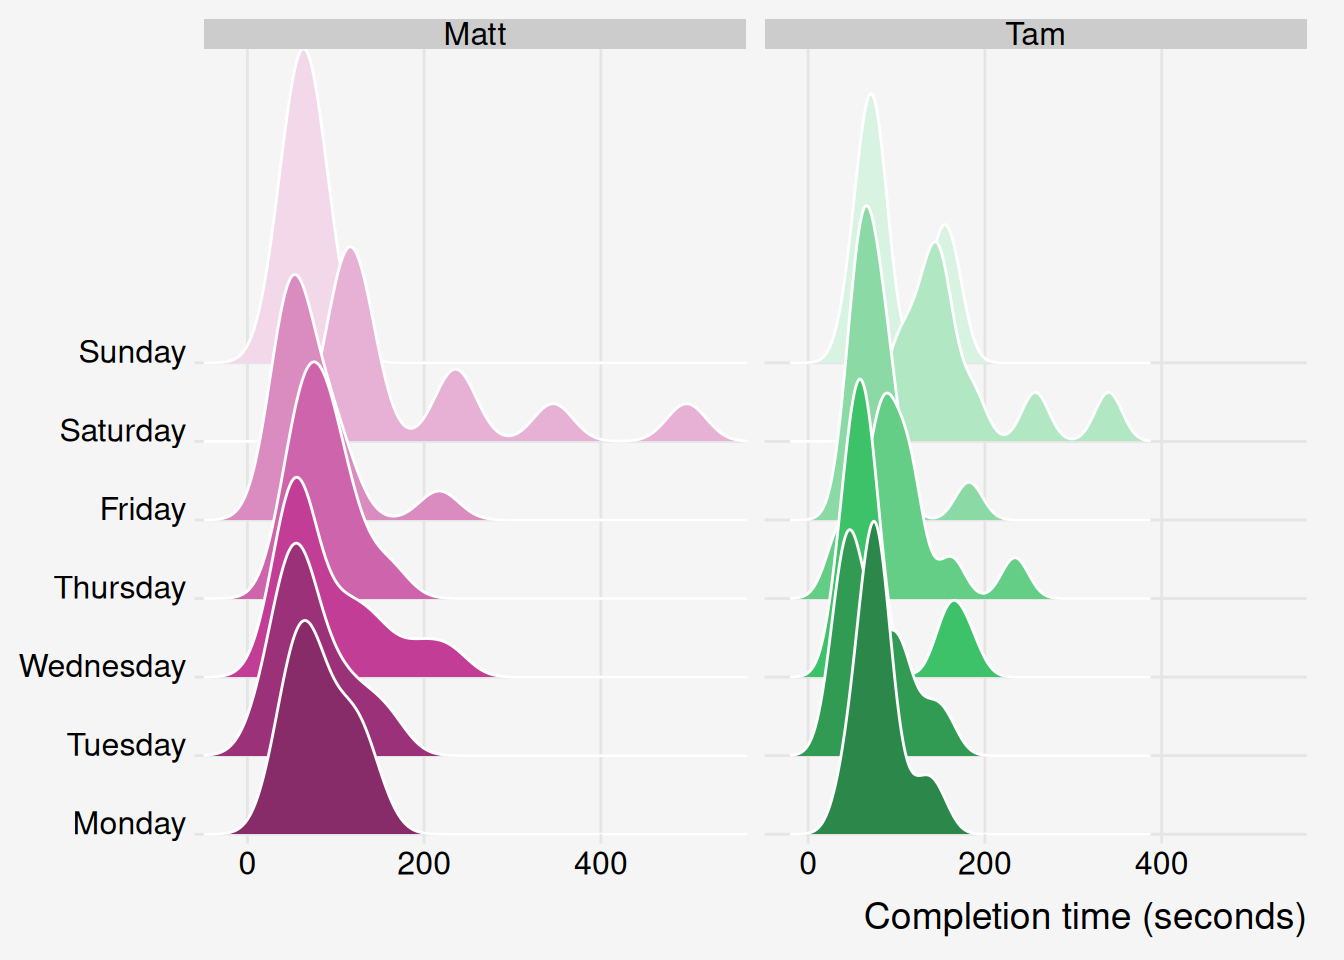 Matt Tam
Sunday
Saturday
Friday
Thursday
Wednesday
Tuesday
Monday
0 200 400 0 200 400
Completion time (seconds)